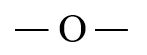 — O —